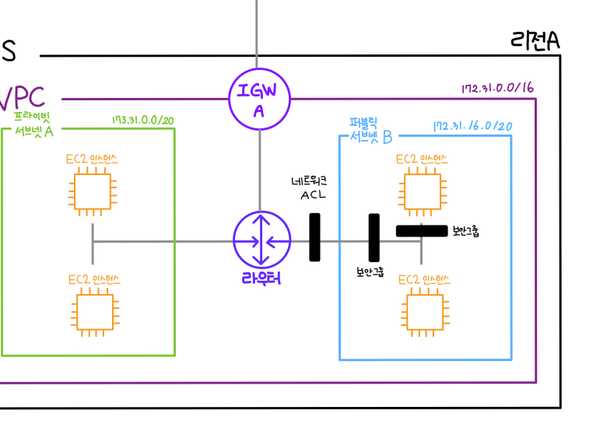 S
리전A
VPC
172.31.0.0/16
IGW
A
프라이빗
서브넷 A
173.31.0.0/20
퍼블릭
서브넷 B
172.31.16.0/20
EC2 인스턴스
EC2 인스턴스
네트워크
ACL
보안그룹
보안그룹
라우터
EC2 인스턴스
EC2 인스턴스